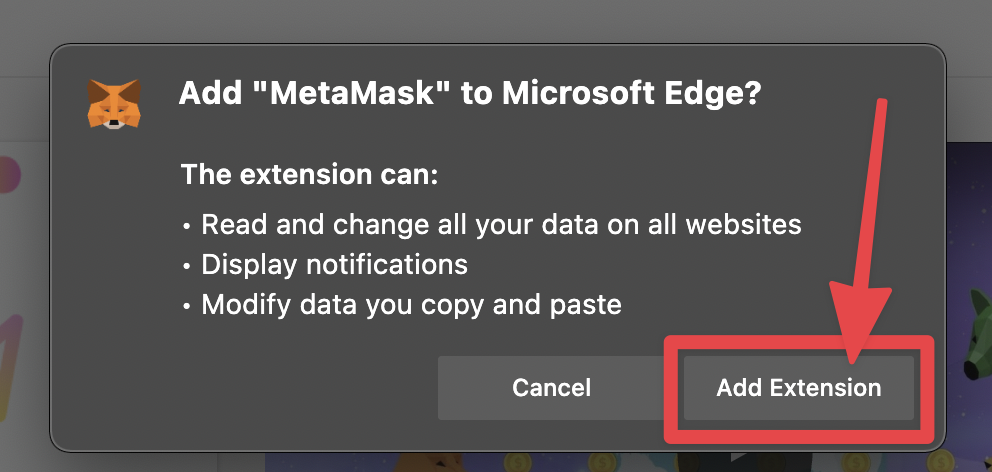 Add "MetaMask" to Microsoft Edge?
The extension can:
• Read and change all your data on all websites
• Display notifications
• Modify data you copy and paste
Cancel
Add Extension